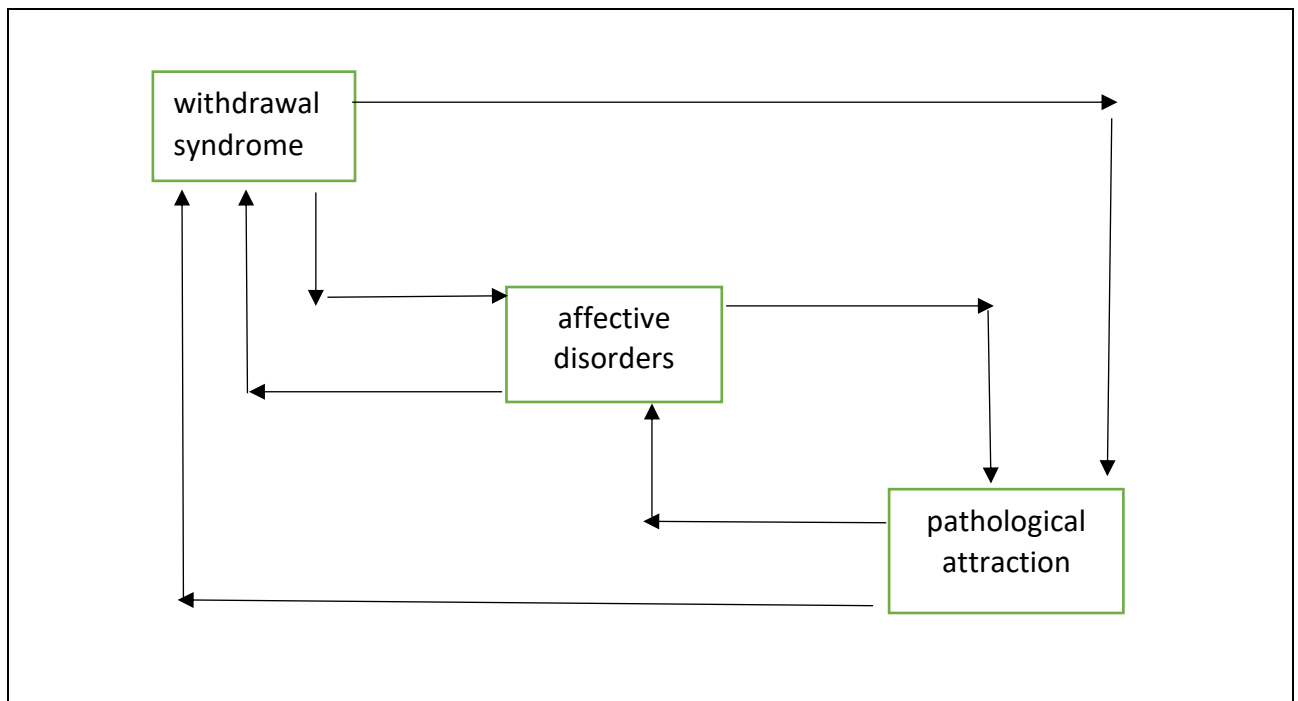 withdrawal
syndrome
affective
disorders
pathological
attraction